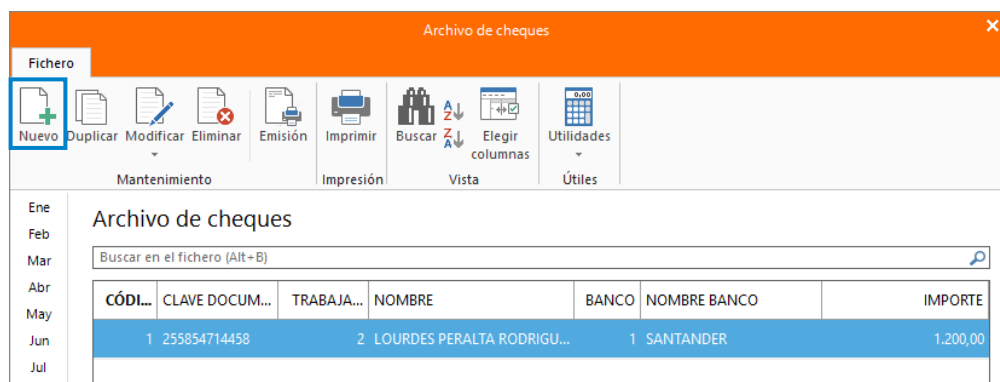 Archivo de cheques
Fichero
Nuevo Duplicar Modificar Eliminar Emisión Imprimir Buscar Elegir columnas Utilidades
Mantenimiento Impresión Vista Útiles
Ene
Feb
Mar
Abr
May
Jun
Jul
Archivo de cheques
Buscar en el fichero (Alt+B)
CÓDI... CLAVE DOCUM... TRABAJA... NOMBRE BANCO NOMBRE BANCO IMPORTE
1 255854714458 2 LOURDES PERALTA RODRIGU... 1 SANTANDER 1.200,00